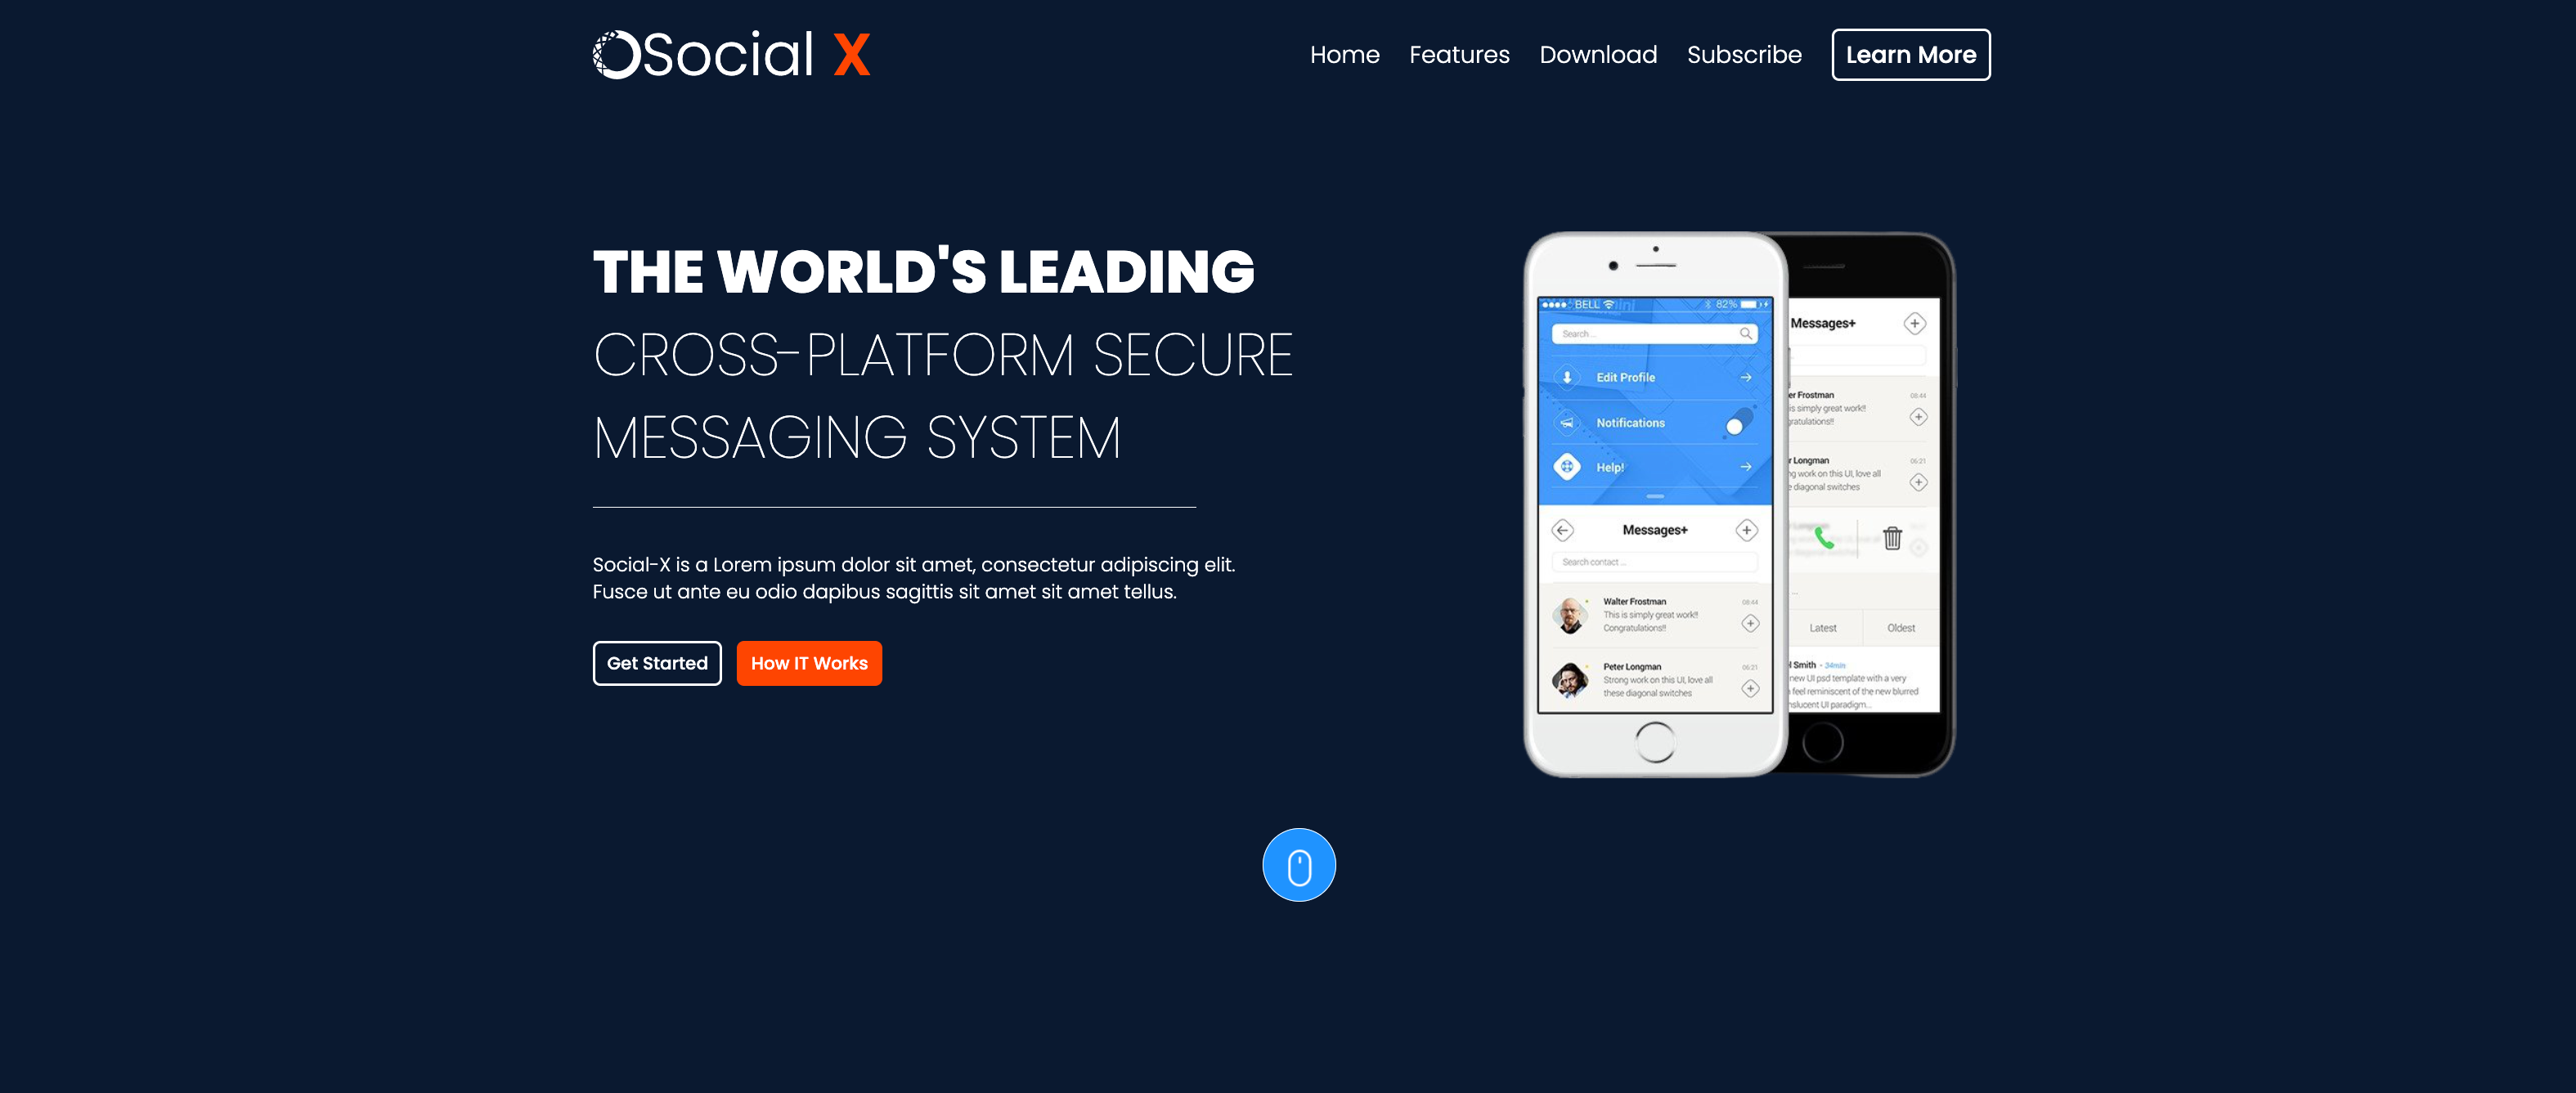 Social X
Home Features Download Subscribe Learn More
THE WORLD'S LEADING
CROSS-PLATFORM SECURE
MESSAGING SYSTEM
Social-X is a Lorem ipsum dolor sit amet, consectetur adipiscing elit.
Fusce ut ante eu odio dapibus sagittis sit amet sit amet tellus.
Get Started
How IT Works
BELL
82%
Search ...
Edit Profile
Notifications
Help!
Messages+
Search contact ...
Walter Frostman 08:44
This is simply great work!!
Congratulations!!
Peter Longman 06:21
Strong work on this UI, love all
these diagonal switches
Messages+
Frostman 08:44
is simply great work!!
Longman 06:21
work on this UI, love all
diagonal switches
Latest
Oldest
Smith - 34min
new UI psd template with a very
feel reminiscent of the new blurred
UI paradigm...